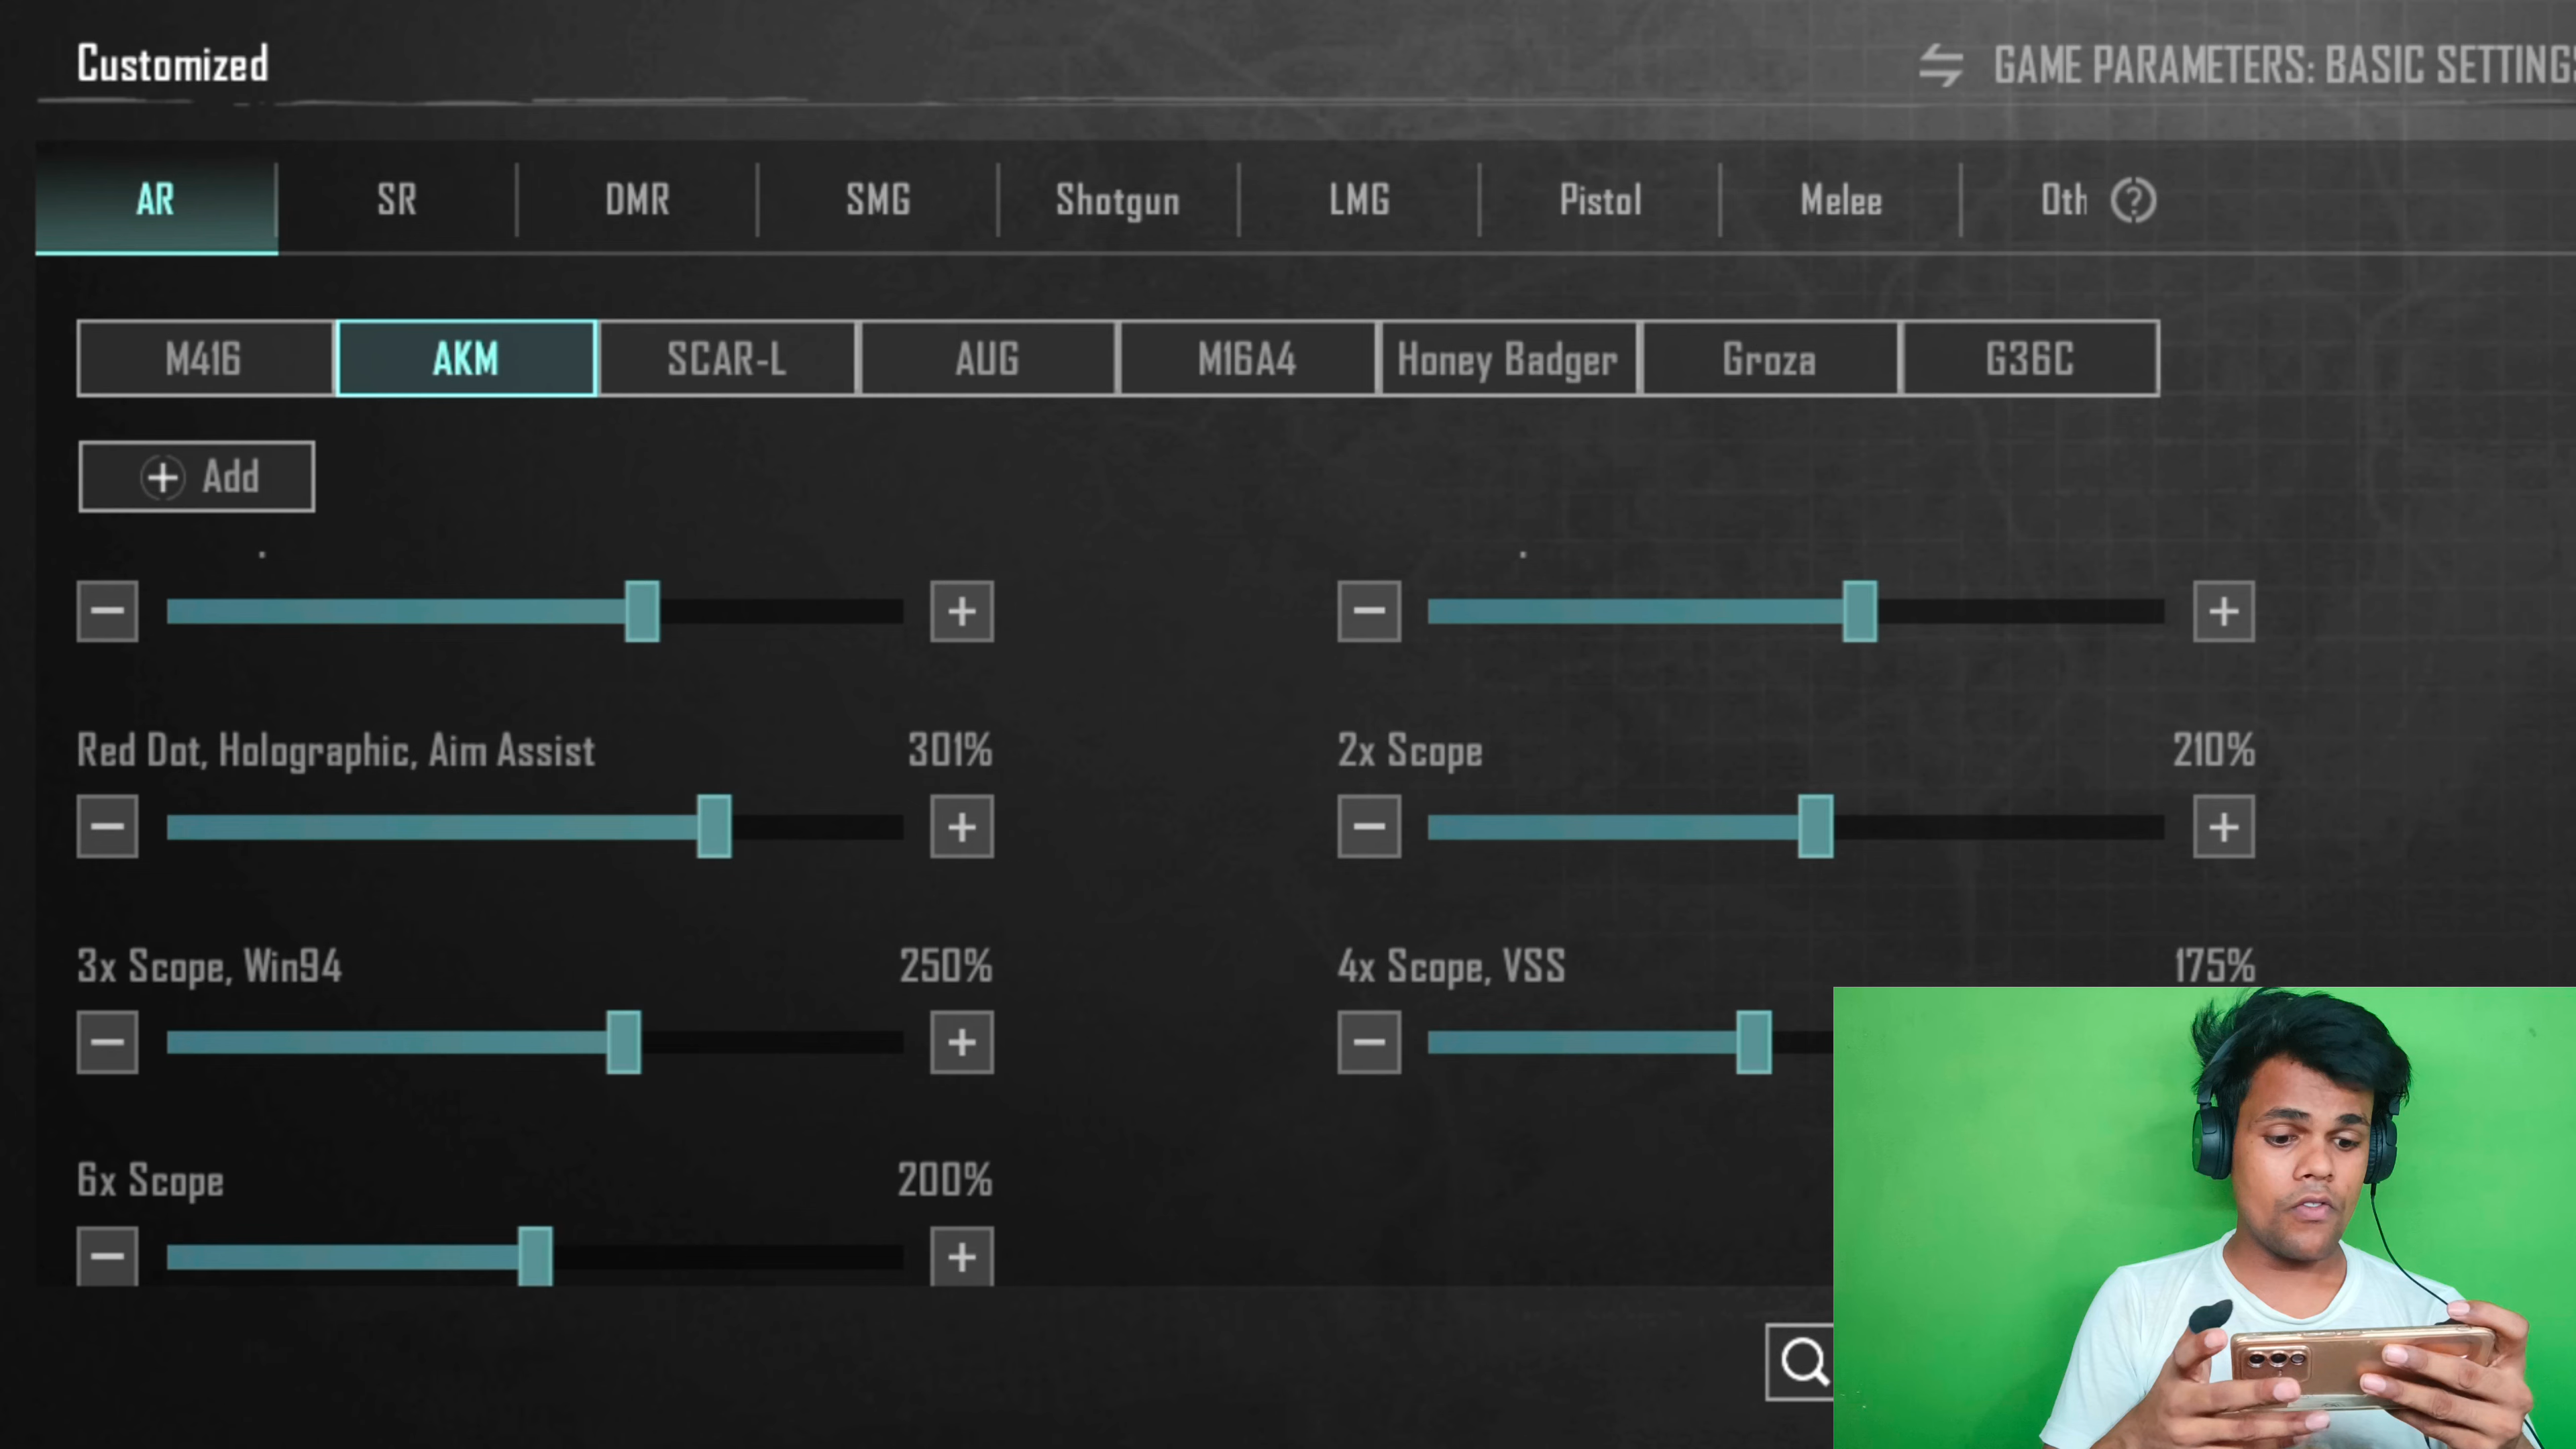 Customized
GAME PARAMETERS: BASIC SETTINGS
AR SR DMR SMG Shotgun LMG Pistol Melee Oth ?
M416 AKM SCAR-L AUG M16A4 Honey Badger Groza G36C
+ Add
Red Dot, Holographic, Aim Assist 301%
2x Scope 210%
3x Scope, Win94 250%
4x Scope, VSS 175%
6x Scope 200%